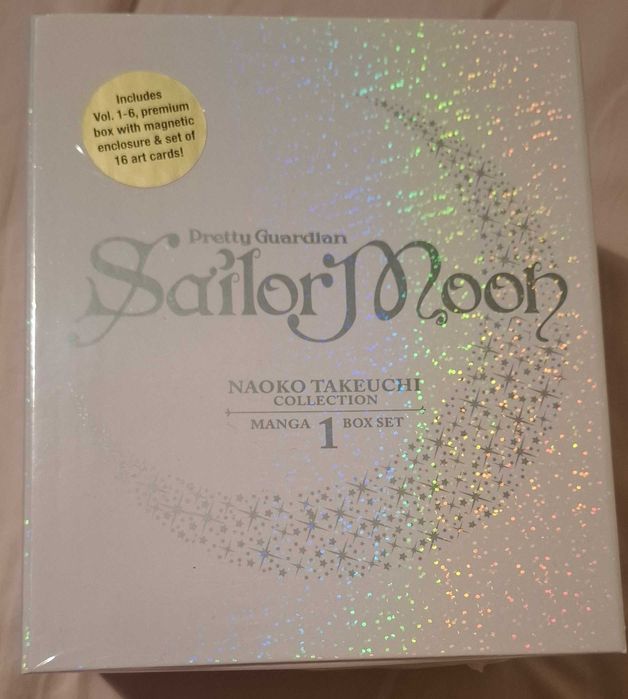 Includes
Vol. 1-6, premium
box with magnetic
enclosure & set of
16 art cards!
Pretty Guardian
Sailor Moon
NAOKO TAKEUCHI
COLLECTION
MANGA 1 BOX SET